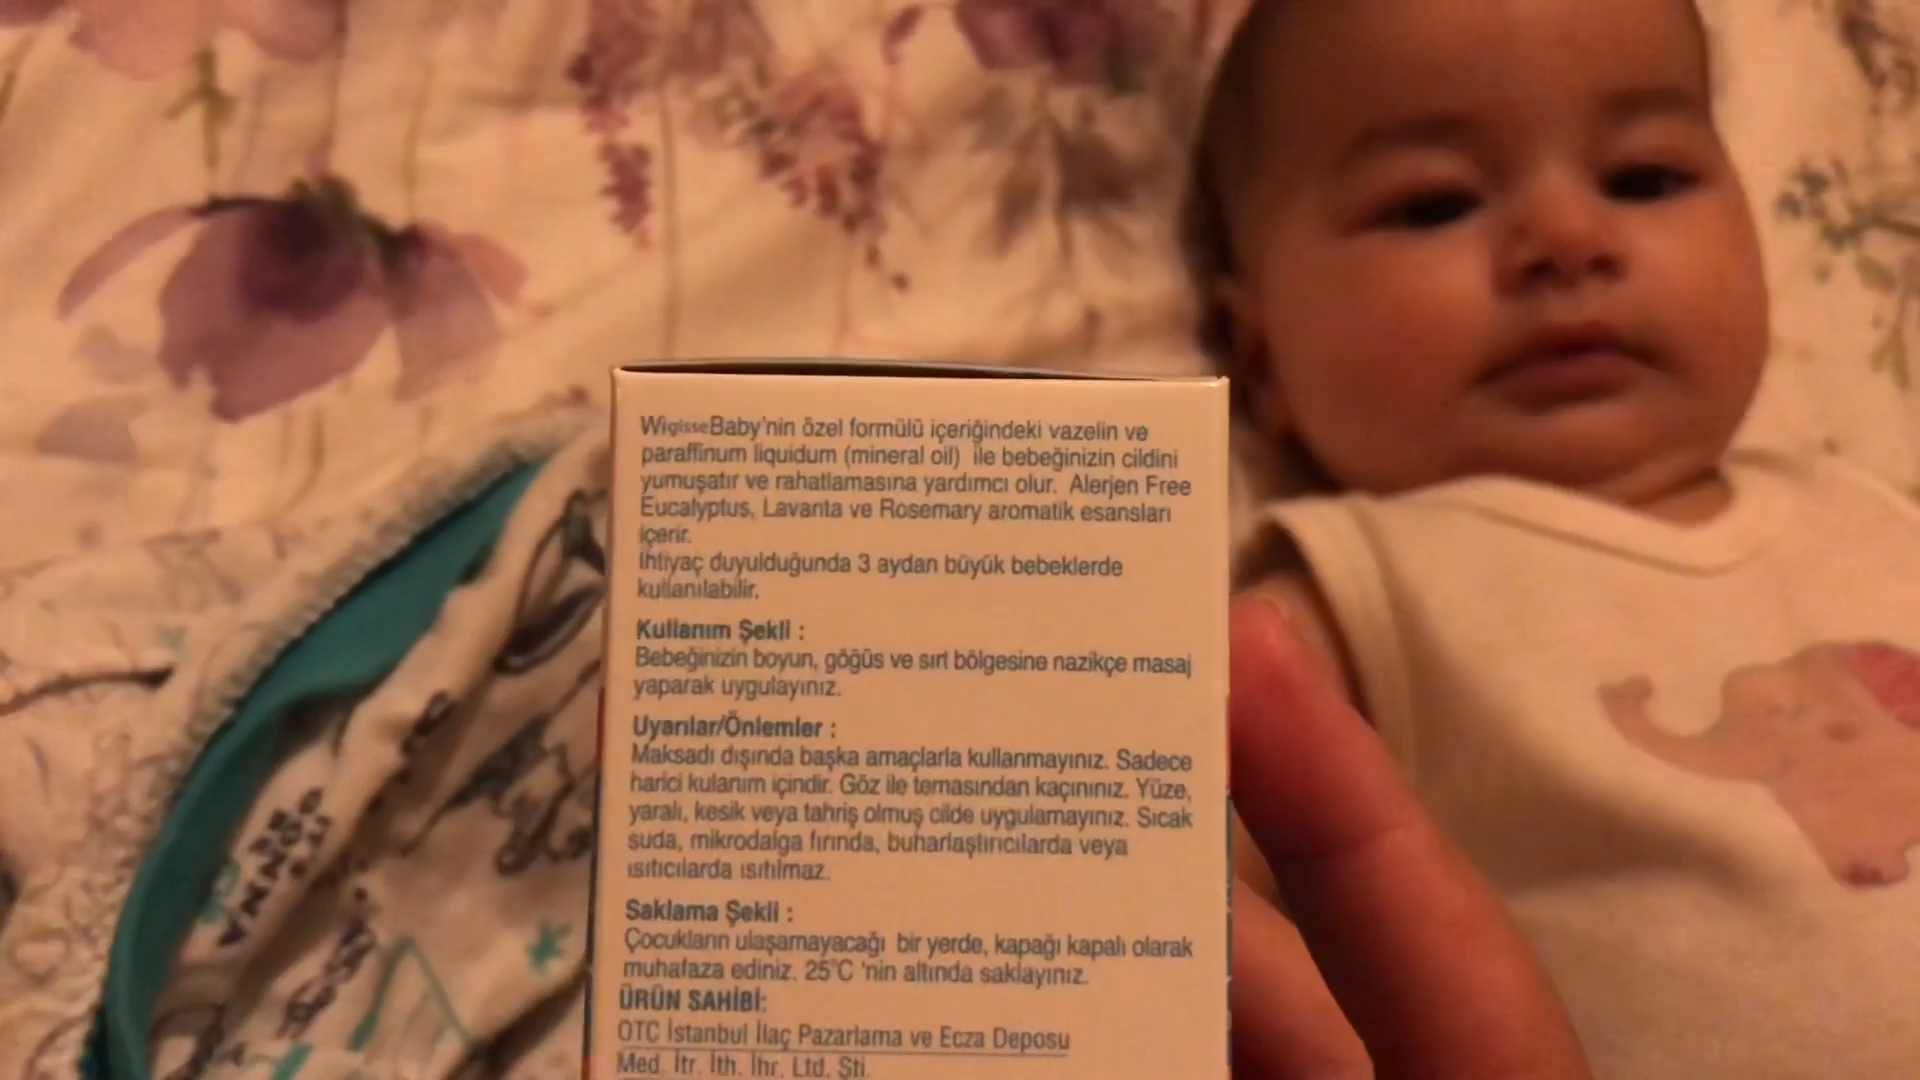 WigisseBaby'nin özel formülü içeriğindeki vazelin ve
paraffinum liquidum (mineral oil) ile bebeğinizin cildini
yumuşatır ve rahatlamasına yardımcı olur. Alerjen Free
Eucalyptus, Lavanta ve Rosemary aromatik esansları
içerir.
İhtiyaç duyulduğunda 3 aydan büyük bebeklerde
kullanılabilir.
Kullanım Şekli :
Bebeğinizin boyun, göğüs ve sırt bölgesine nazikçe masaj
yaparak uygulayınız.
Uyarılar/Önlemler :
Maksadı dışında başka amaçlarla kullanmayınız. Sadece
harici kulanım içindir. Göz ile temasından kaçınınız. Yüze,
yaralı, kesik veya tahriş olmuş cilde uygulamayınız. Sıcak
suda, mikrodalga fırında, buharlaştırıcılarda veya
ısıtıcılarda ısıtılmaz.
Saklama Şekli :
Çocukların ulaşamayacağı bir yerde, kapağı kapalı olarak
muhafaza ediniz. 25°C 'nin altında saklayınız.
ÜRÜN SAHİBİ:
OTC İstanbul İlaç Pazarlama ve Ecza Deposu
Med. Itr. İth. İhr. Ltd. Şti.